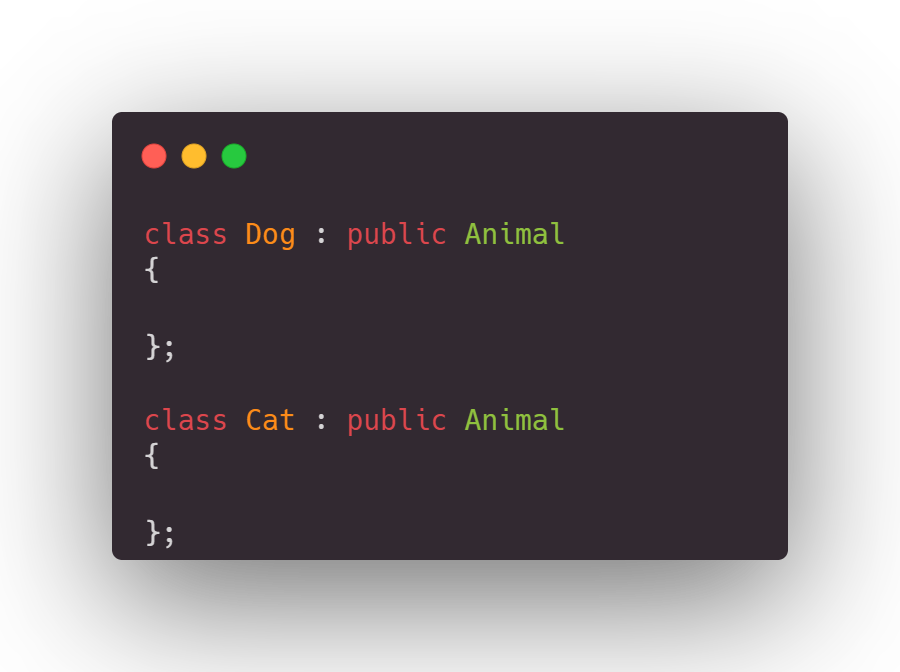 class Dog : public Animal
{
};
class Cat : public Animal
{
};